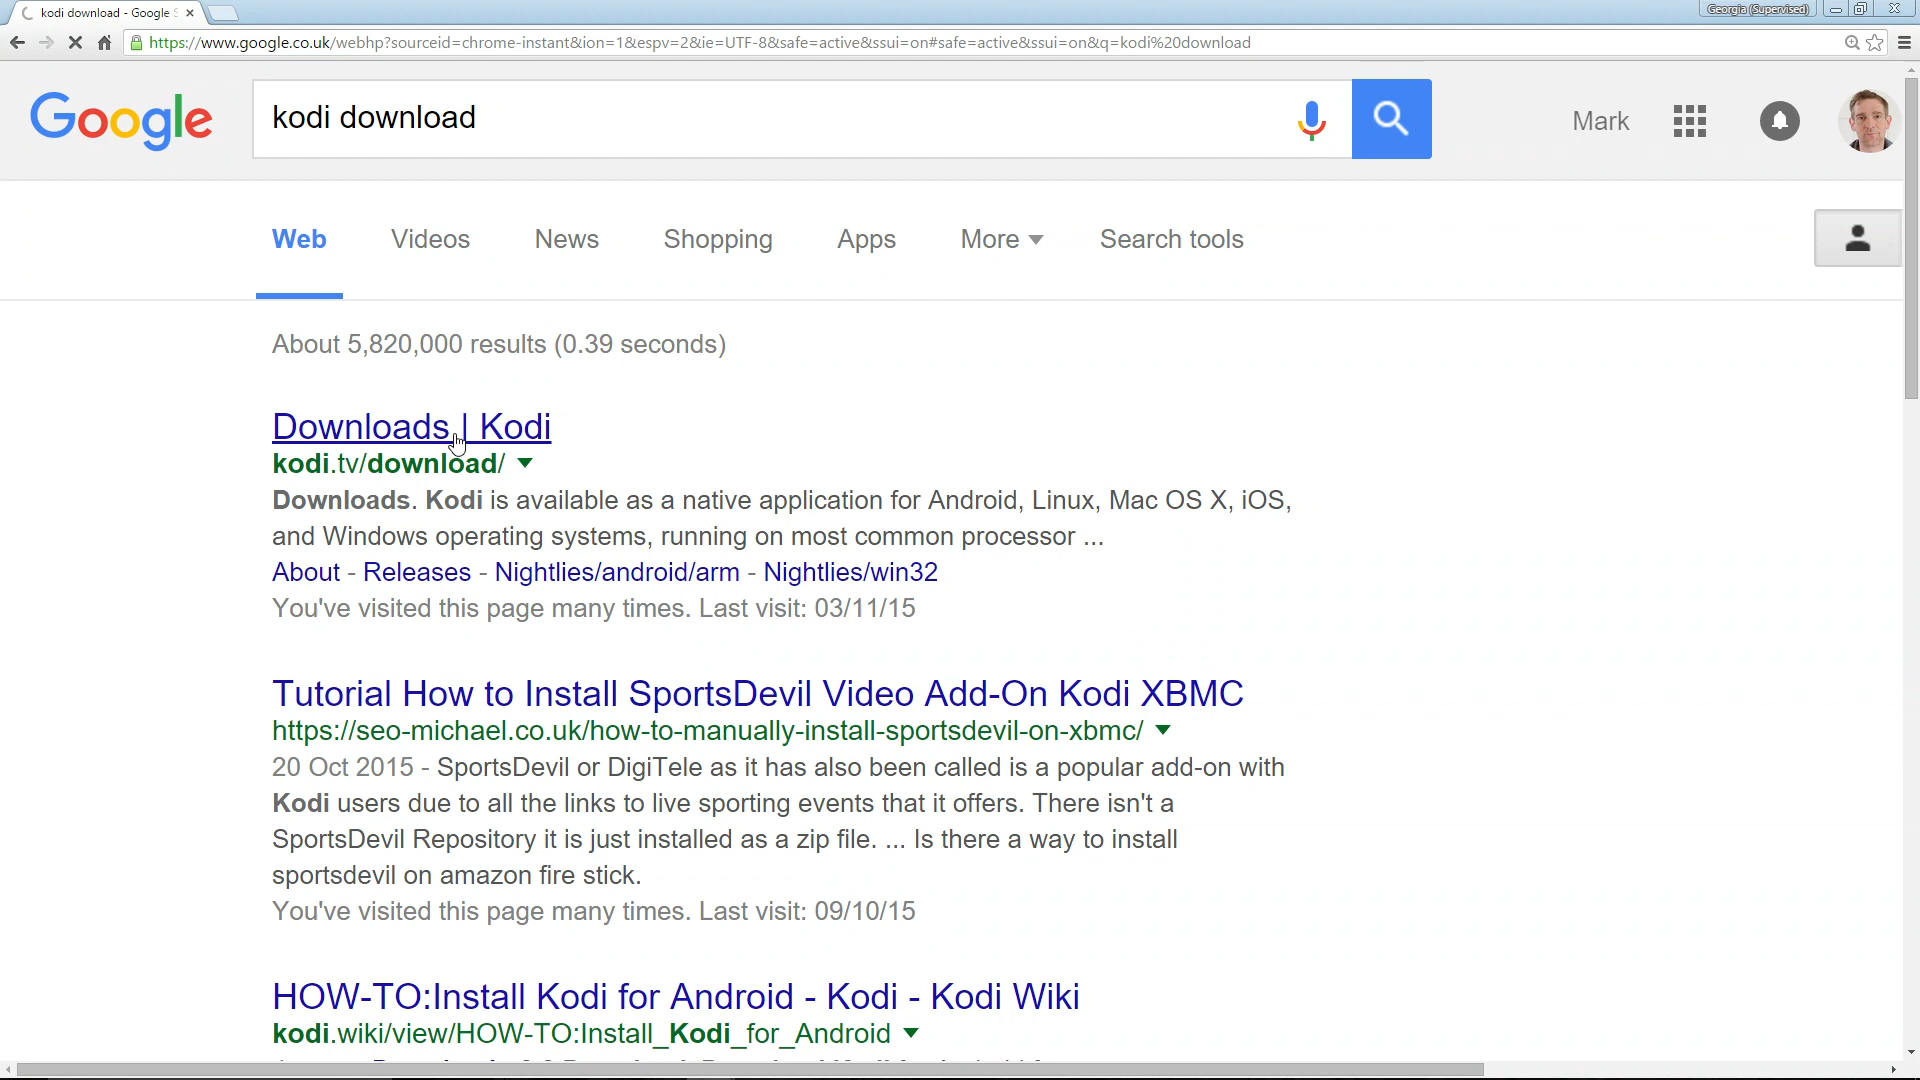 kodi download - Google S
Georgia (Supervised)
https://www.google.co.uk/webhp?sourceid=chrome-instant&ion=1&espv=2&ie=UTF-8&safe=active&ssui=on#safe=active&ssui=on&q=kodi%20download
Google
kodi download
Mark
Web
Videos
News
Shopping
Apps
More
Search tools
About 5,820,000 results (0.39 seconds)
Downloads | Kodi
kodi.tv/download/
Downloads. Kodi is available as a native application for Android, Linux, Mac OS X, iOS,
and Windows operating systems, running on most common processor ...
About - Releases - Nightlies/android/arm - Nightlies/win32
You've visited this page many times. Last visit: 03/11/15
Tutorial How to Install SportsDevil Video Add-On Kodi XBMC
https://seo-michael.co.uk/how-to-manually-install-sportsdevil-on-xbmc/
20 Oct 2015 - SportsDevil or DigiTele as it has also been called is a popular add-on with
Kodi users due to all the links to live sporting events that it offers. There isn't a
SportsDevil Repository it is just installed as a zip file. ... Is there a way to install
sportsdevil on amazon fire stick.
You've visited this page many times. Last visit: 09/10/15
HOW-TO:Install Kodi for Android - Kodi - Kodi Wiki
kodi.wiki/view/HOW-TO:Install_Kodi_for_Android